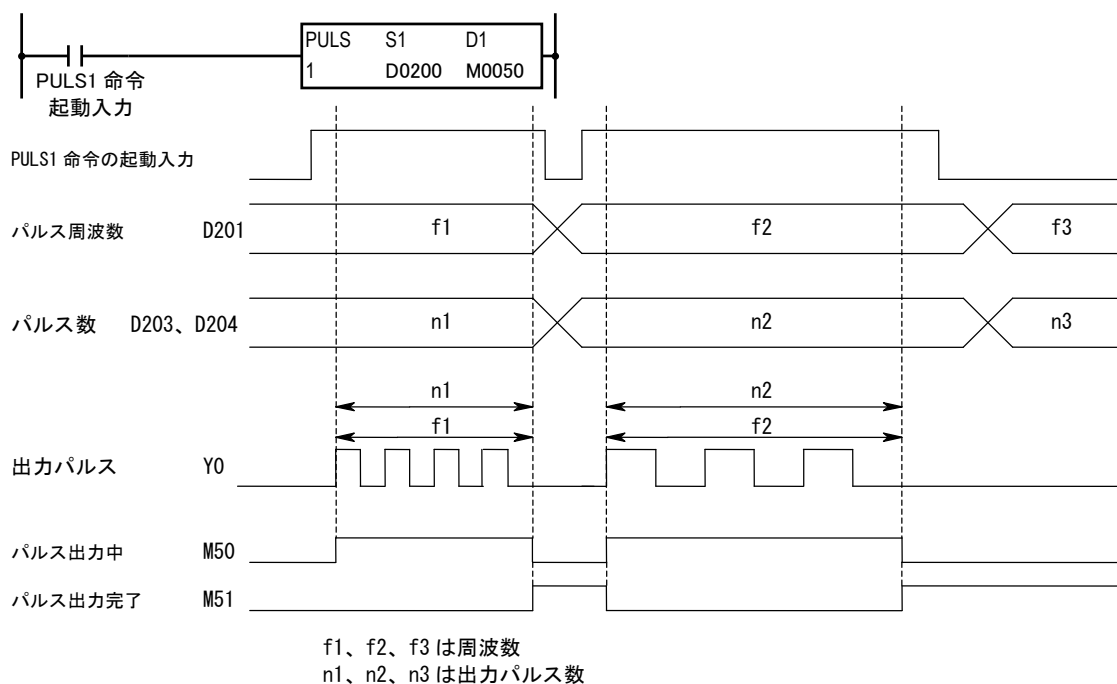 PULS S1 D1
1 D0200 M0050
PULS1 命令
起動入力
PULS1 命令の起動入力
パルス周波数 D201 f1 f2 f3
パルス数 D203、D204 n1 n2 n3
n1 n2
f1 f2
出力パルス Y0
パルス出力中 M50
パルス出力完了 M51
f1、f2、f3 は周波数
n1、n2、n3 は出力パルス数